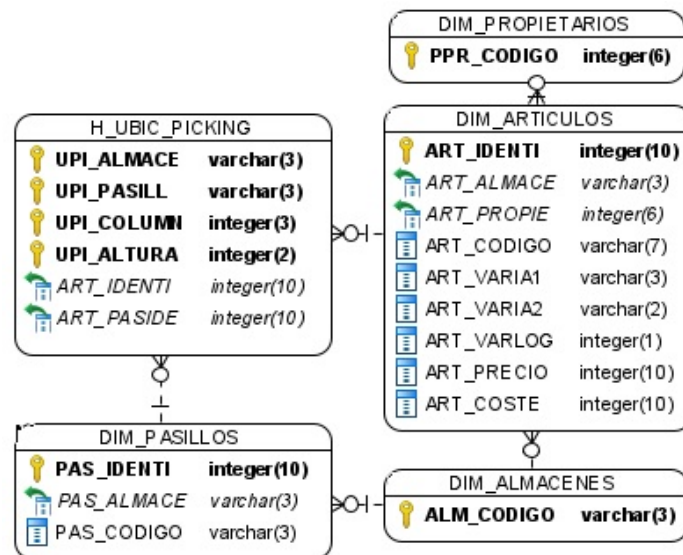 DIM_PROPIETARIOS
PPR_CODIGO integer(6)
H_UBIC_PICKING
UPI_ALMACE varchar(3)
UPI_PASILL varchar(3)
UPI_COLUMN integer(3)
UPI_ALTURA integer(2)
ART_IDENTI integer(10)
ART_PASIDE integer(10)
DIM_ARTICULOS
ART_IDENTI integer(10)
ART_ALMACE varchar(3)
ART_PROPIE integer(6)
ART_CODIGO varchar(7)
ART_VARIA1 varchar(3)
ART_VARIA2 varchar(2)
ART_VARLOG integer(1)
ART_PRECIO integer(10)
ART_COSTE integer(10)
DIM_PASILLOS
PAS_IDENTI integer(10)
PAS_ALMACE varchar(3)
PAS_CODIGO varchar(3)
DIM_ALMACENES
ALM_CODIGO varchar(3)